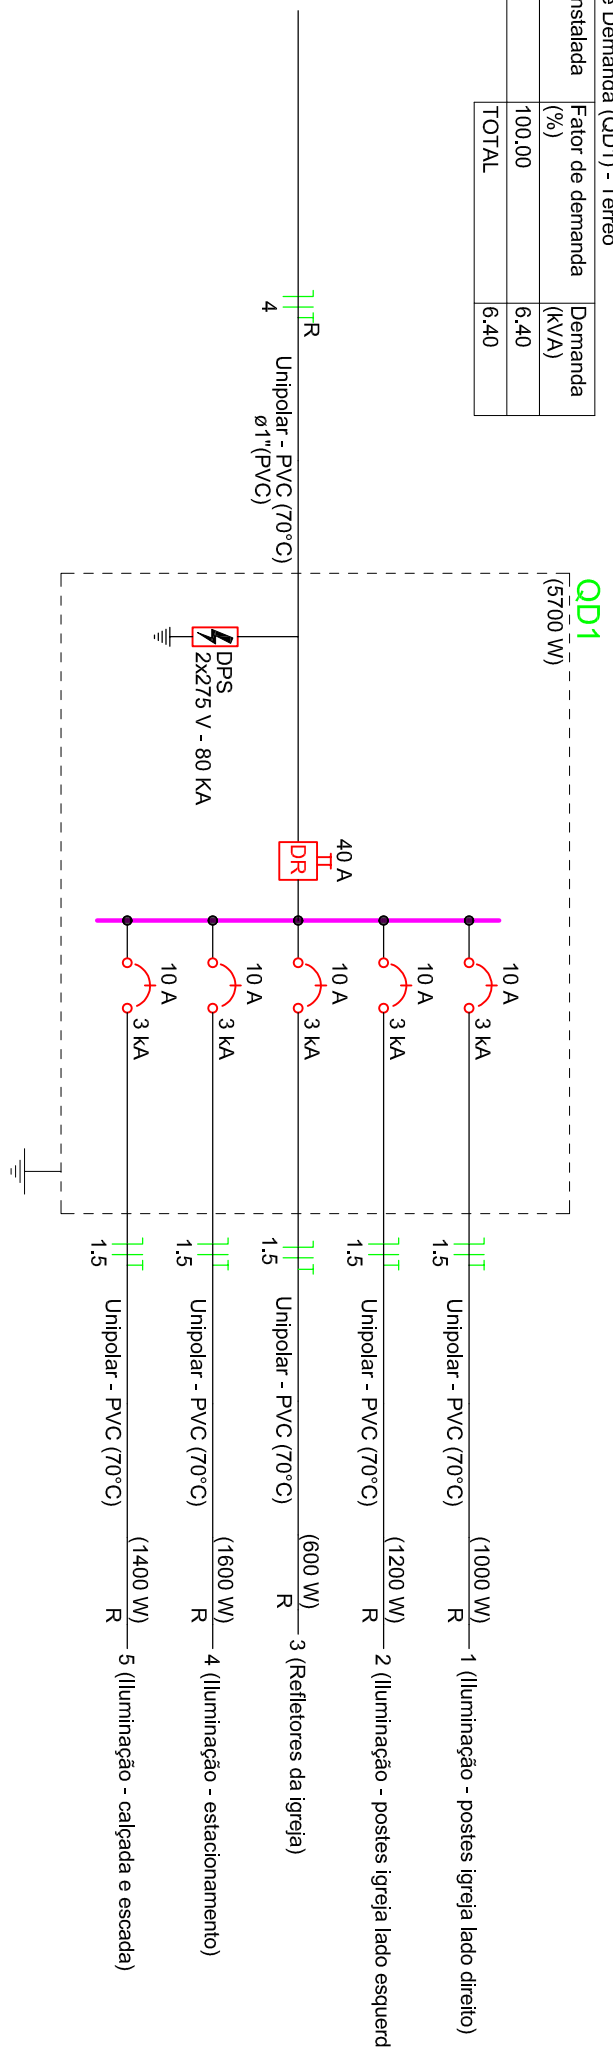 e Demanda (QD1) - Térreo
nstalada
Fator de demanda
(%)
Demanda
(kVA)
100.00
6.40
TOTAL
6.40
QD1
(5700 W)
R
4
Unipolar - PVC (70°C)
ø1"(PVC)
DPS
2x275 V - 80 KA
40 A
DR
10 A
3 kA
1.5
Unipolar - PVC (70°C)
(1000 W)
R
1 (Iluminação - postes igreja lado direito)
10 A
3 kA
1.5
Unipolar - PVC (70°C)
(1200 W)
R
2 (Iluminação - postes igreja lado esquerd
10 A
3 kA
1.5
Unipolar - PVC (70°C)
(600 W)
R
3 (Refletores da igreja)
10 A
3 kA
1.5
Unipolar - PVC (70°C)
(1600 W)
R
4 (Iluminação - estacionamento)
10 A
3 kA
1.5
Unipolar - PVC (70°C)
(1400 W)
R
5 (Iluminação - calçada e escada)